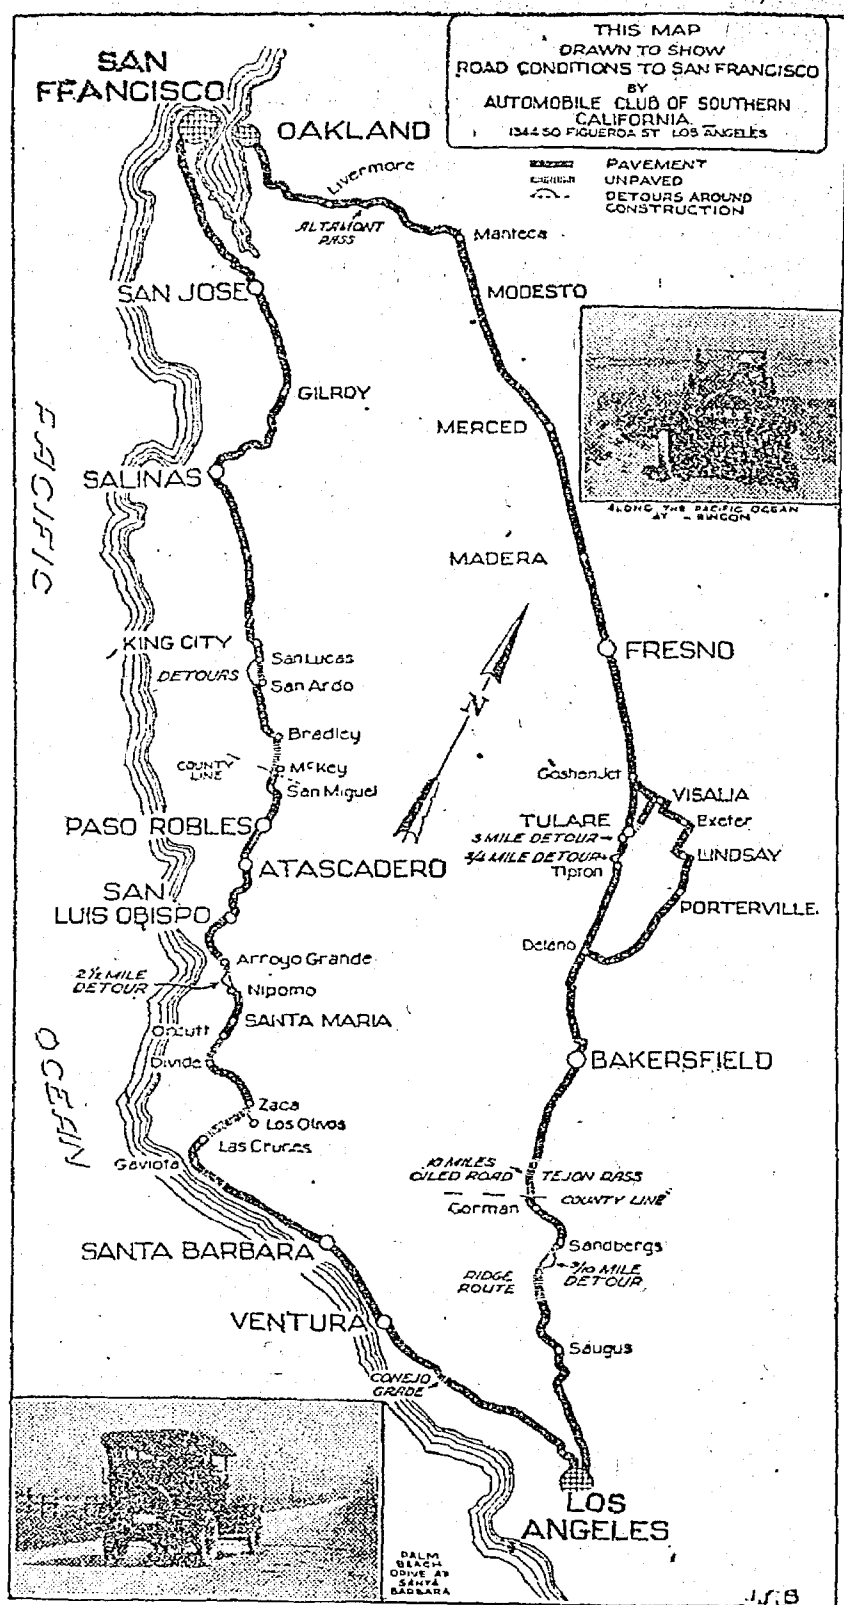 THIS MAP
DRAWN TO SHOW
ROAD CONDITIONS TO SAN FRANCISCO
BY
AUTOMOBILE CLUB OF SOUTHERN
CALIFORNIA.
1344 SO FIGUEROA ST LOS ANGELES
PAVEMENT
UNPAVED
DETOURS AROUND
CONSTRUCTION
SAN
FFANCISCO
OAKLAND
Livermore
ALTAMONT
PASS
Manteca
SAN JOSE
MODESTO
GILROY
MERCED
SALINAS
ALONG THE PACIFIC OCEAN
AT RINCON
PACIFIC
MADERA
KING CITY
San Lucas
DETOURS
San Ardo
FRESNO
N
Bradley
COUNTY
LINE
McKey
San Miguel
Goshen Jct
VISALIA
PASO ROBLES
TULARE
Exeter
3 MILE DETOUR
3/4 MILE DETOUR
LINDSAY
Tipron
ATASCADERO
SAN
LUIS OBISPO
PORTERVILLE.
Delano
Arroyo Grande
2 1/2 MILE
DETOUR
Nipomo
SANTA MARIA
Orcutt
OCEAN
Divide
BAKERSFIELD
Zaca
Los Olivos
Las Cruces
Gaviota
10 MILES
OILED ROAD
TEJON PASS
COUNTY LINE
Gorman
SANTA BARBARA
Sandbergs
3/10 MILE
DETOUR
RIDGE
ROUTE
VENTURA
Saugus
CONEJO
GRADE
LOS
ANGELES
PALM
BEACH
DRIVE AT
SANTA
BARBARA